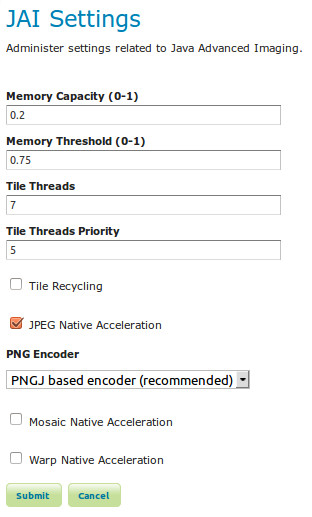 JAI Settings
Administer settings related to Java Advanced Imaging.
Memory Capacity (0-1)
0.2
Memory Threshold (0-1)
0.75
Tile Threads
7
Tile Threads Priority
5
Tile Recycling
JPEG Native Acceleration
PNG Encoder
PNGJ based encoder (recommended)
Mosaic Native Acceleration
Warp Native Acceleration
Submit Cancel